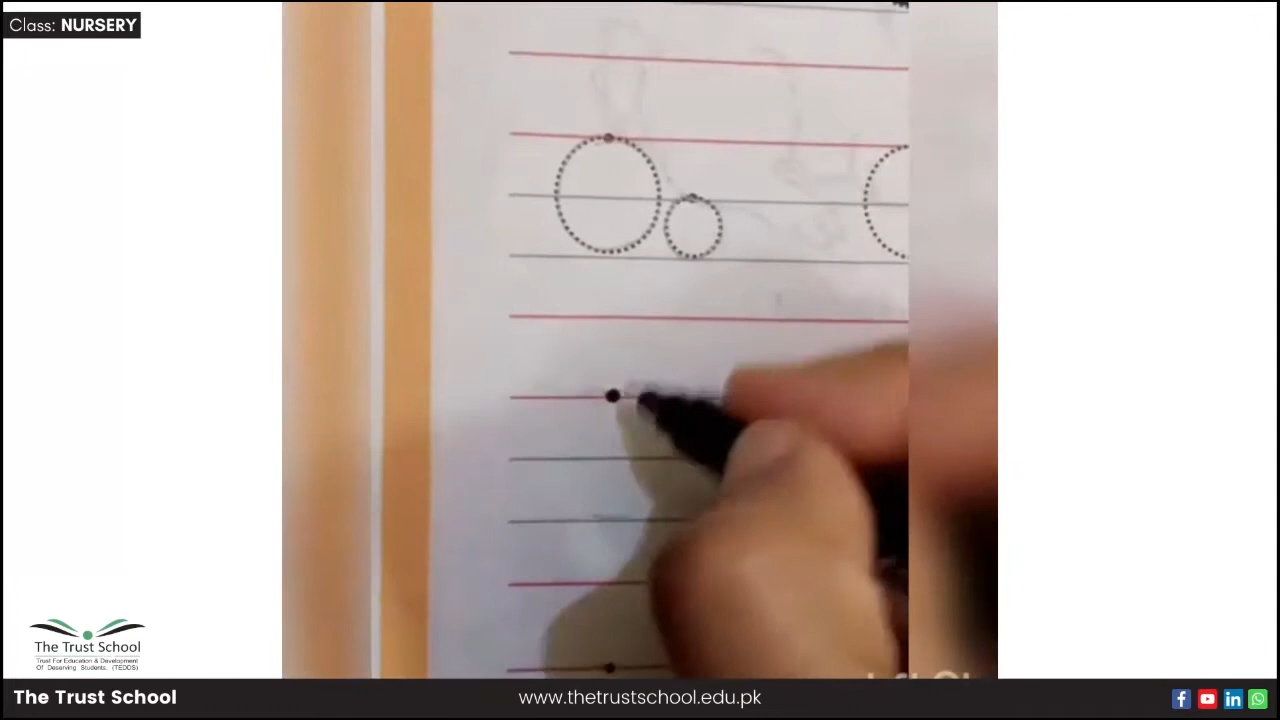 Class: NURSERY
O o
The Trust School
Trust For Education & Development
Of Deserving Students. (TEDDS)
The Trust School
www.thetrustschool.edu.pk